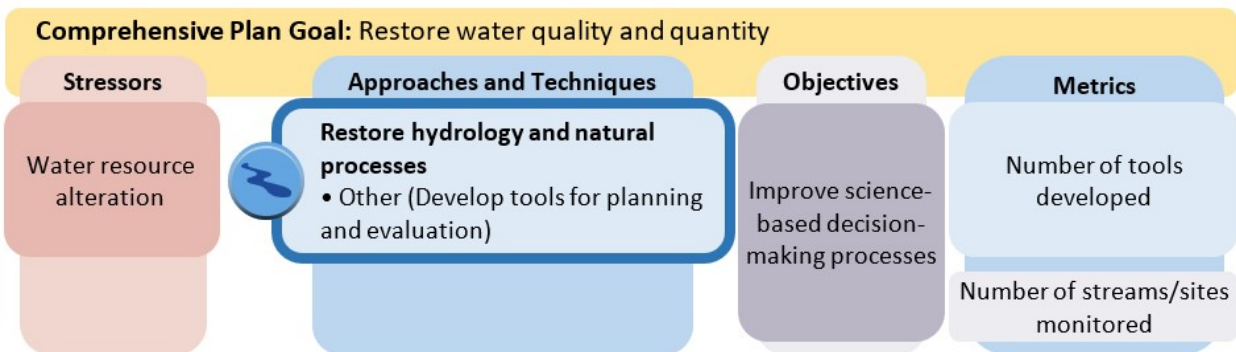 Comprehensive Plan Goal: Restore water quality and quantity
Stressors
Water resource
alteration
Approaches and Techniques
Restore hydrology and natural
processes
• Other (Develop tools for planning
and evaluation)
Objectives
Improve science-
based decision-
making processes
Metrics
Number of tools
developed
Number of streams/sites
monitored